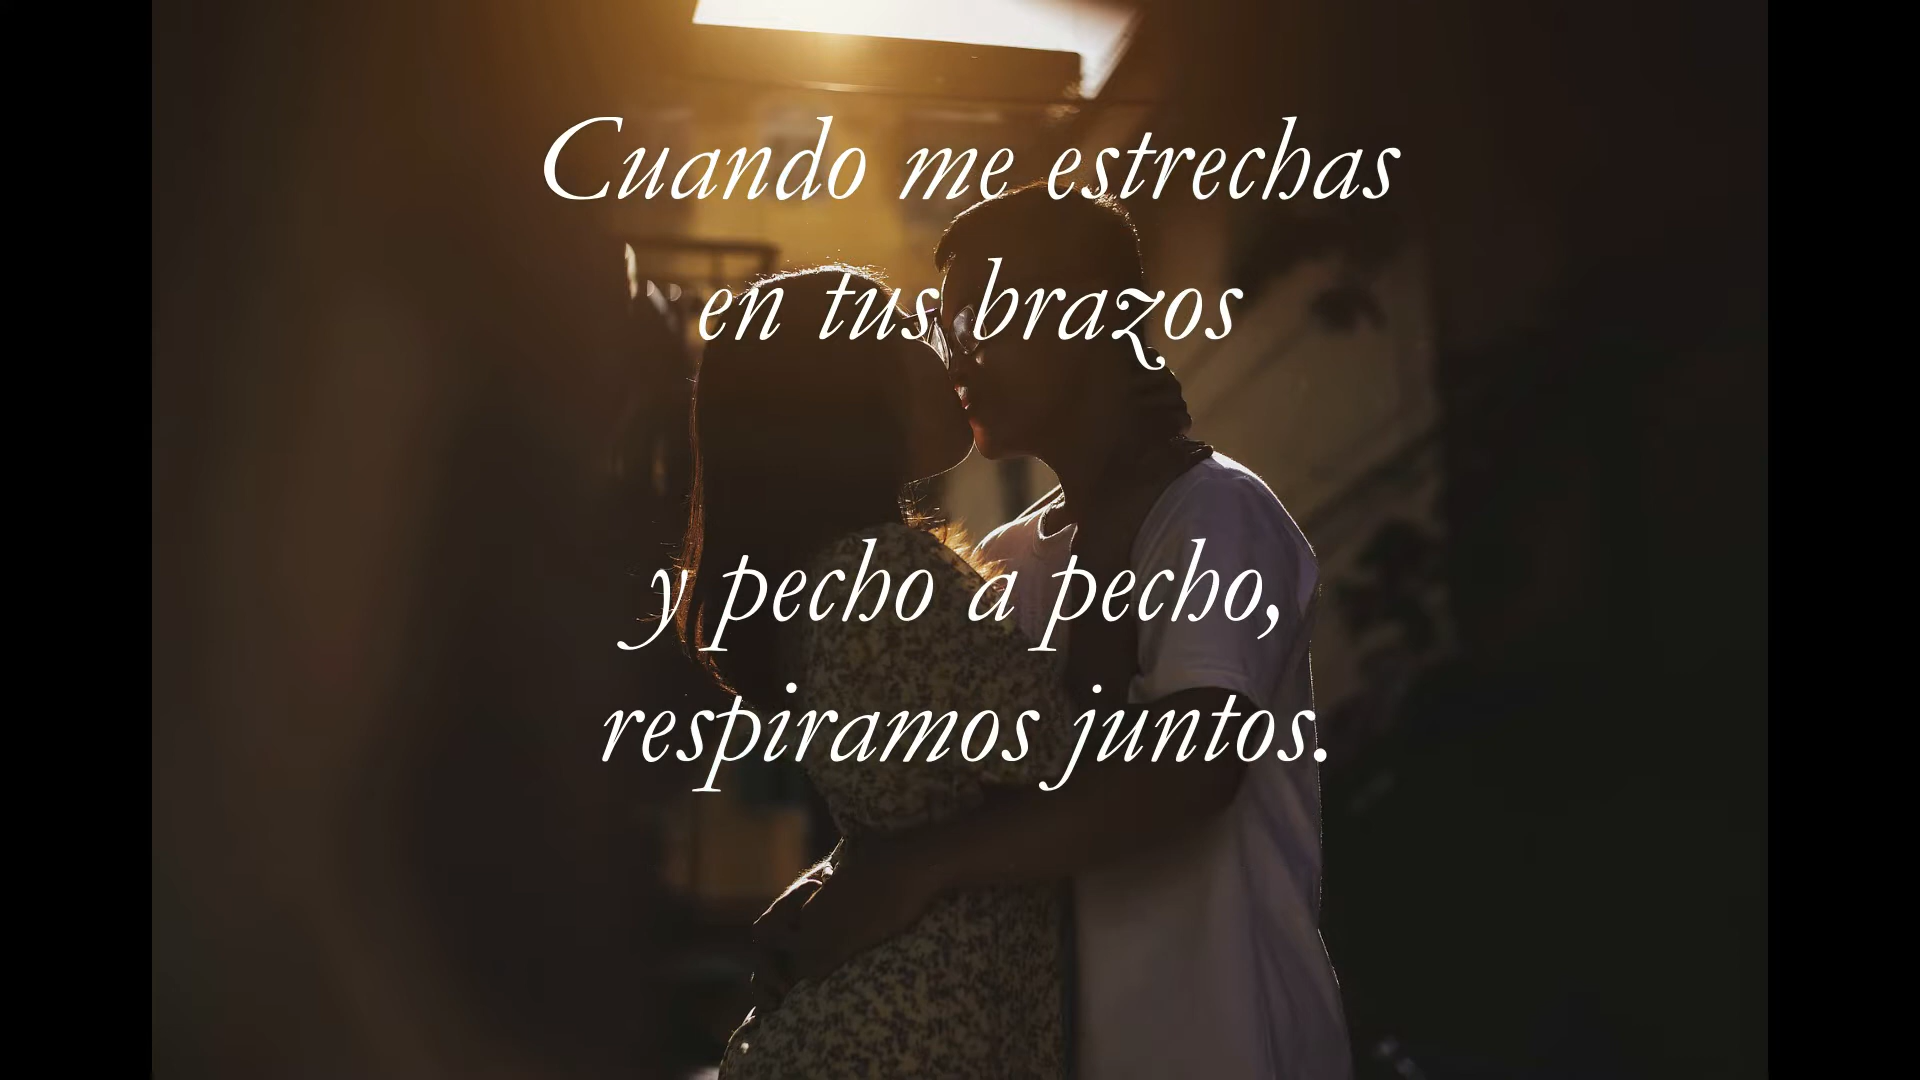 Cuando me estrechas
en tus brazos
y pecho a pecho,
respiramos juntos.